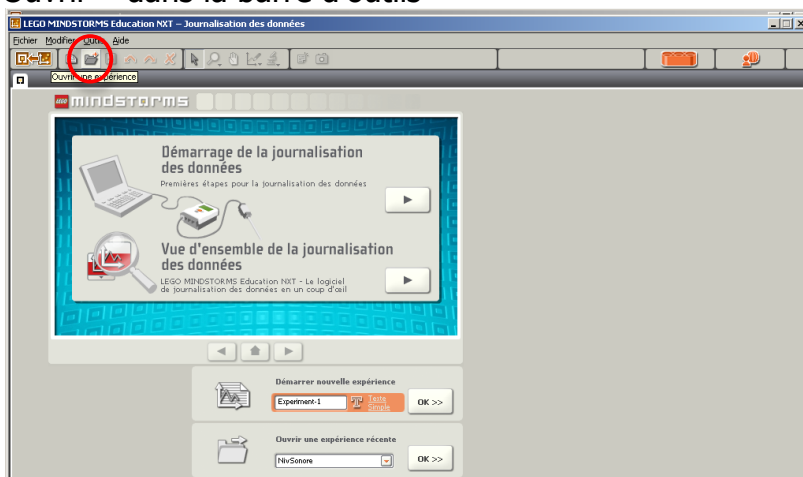 dans la barre d'outils
LEGO MINDSTORMS Education NXT – Journalisation des données
Fichier Modifier Outils Aide
Ouvrir une expérience
LEGO mindstorms
Démarrage de la journalisation
des données
Premières étapes pour la journalisation des données
Vue d'ensemble de la journalisation
des données
LEGO MINDSTORMS Education NXT - Le logiciel
de journalisation des données en un coup d'œil
Démarrer nouvelle expérience
Experiment-1
Texte
Simple
OK >>
Ouvrir une expérience récente
NivSonore
OK >>